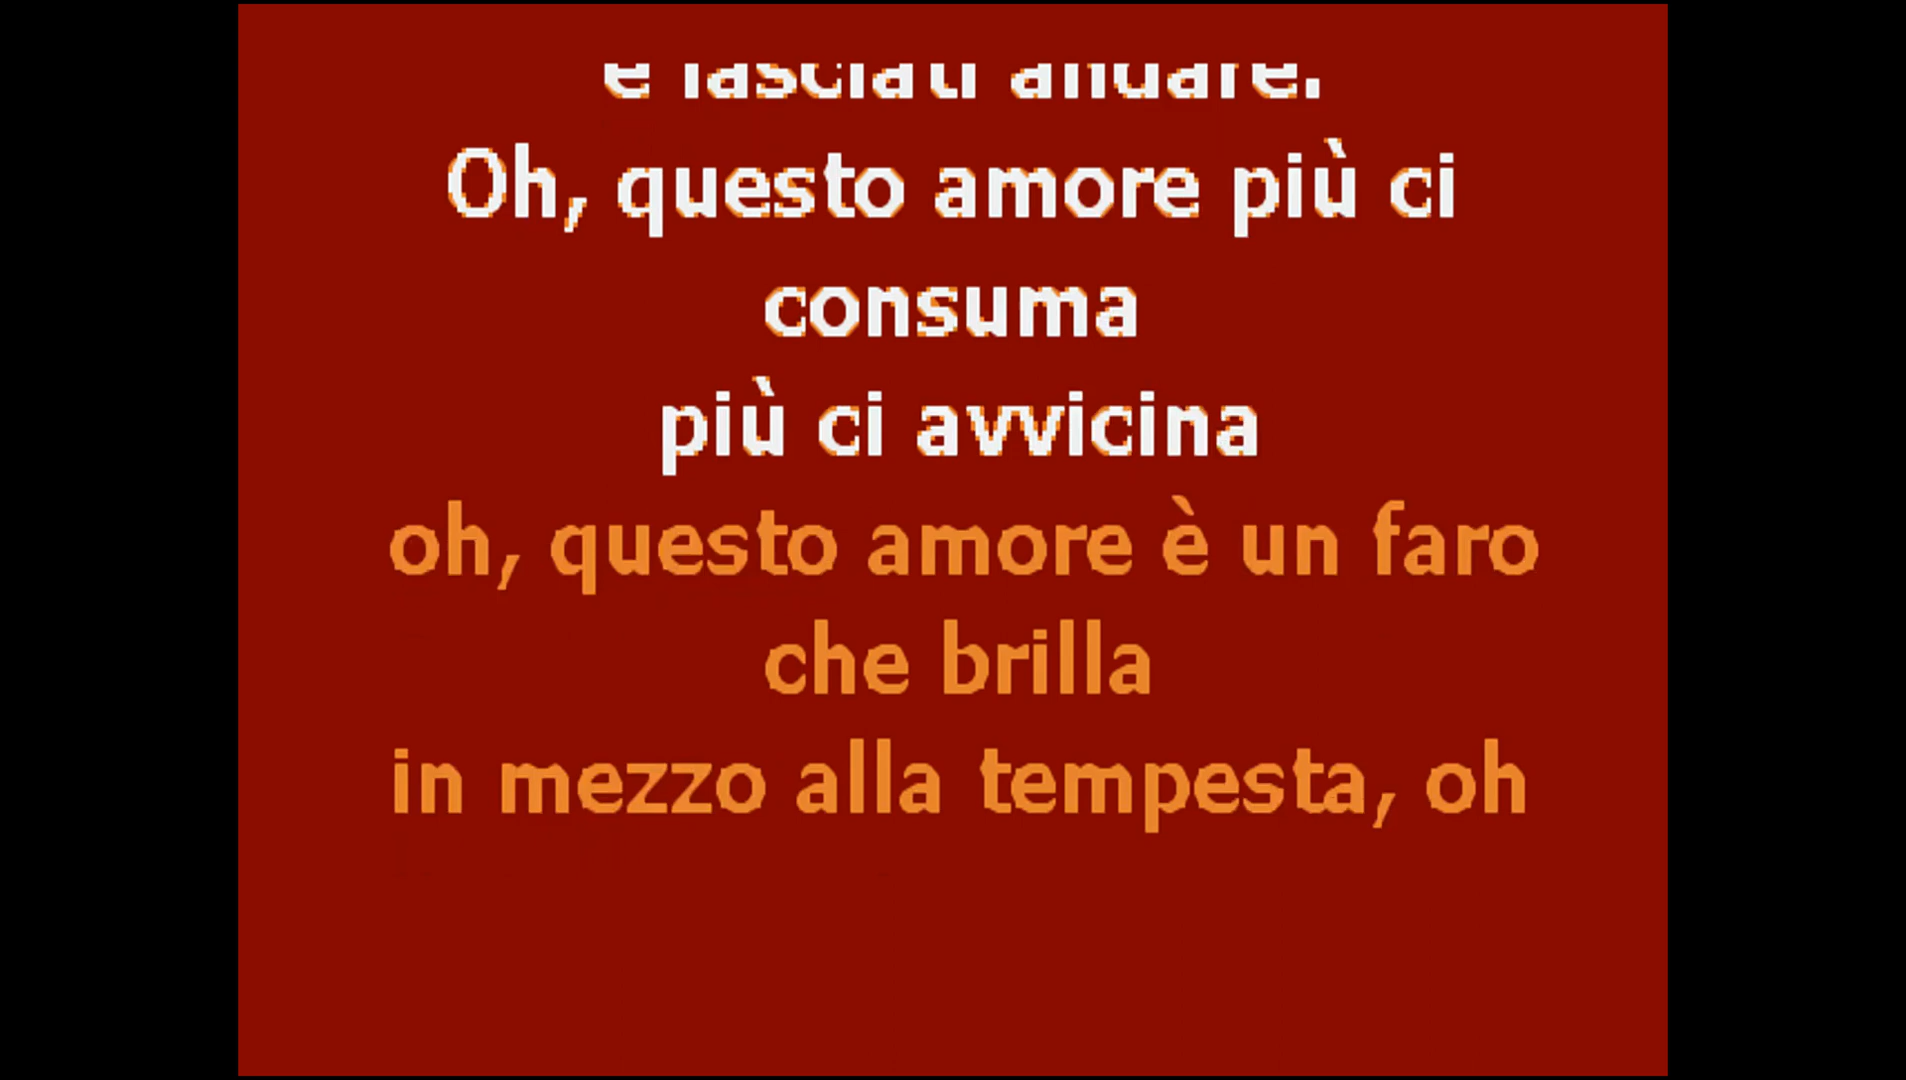 e lasciati andare.
Oh, questo amore più ci
consuma
più ci avvicina
oh, questo amore è un faro
che brilla
in mezzo alla tempesta, oh